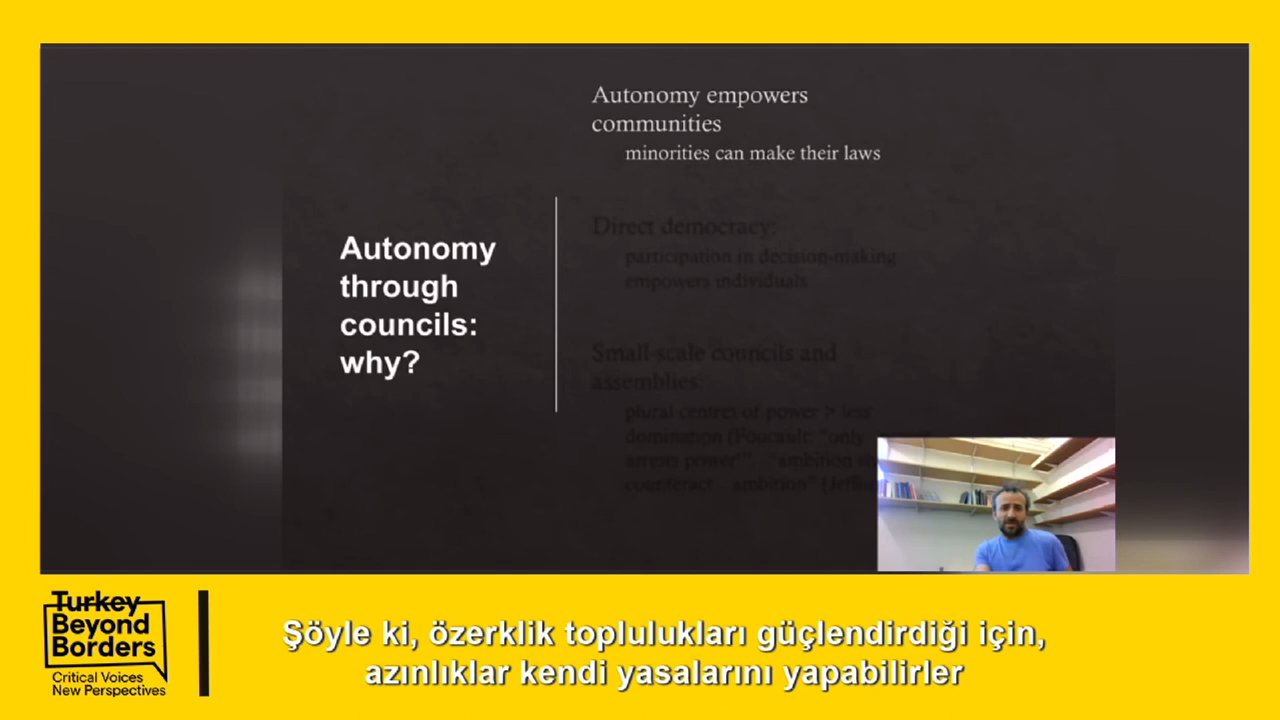 Autonomy empowers
communities
minorities can make their laws
Autonomy
through
councils:
why?
Direct democracy:
participation in decision-making
empowers individuals
Small-scale councils and
assemblies:
plural centres of power > less
domination (Foucault: "only
arrests power" "ambition
counteract ambition"
Turkey
Beyond
Borders
Critical Voices
New Perspectives
Şöyle ki, özerklik toplulukları güçlendirdiği için,
azınlıklar kendi yasalarını yapabilirler